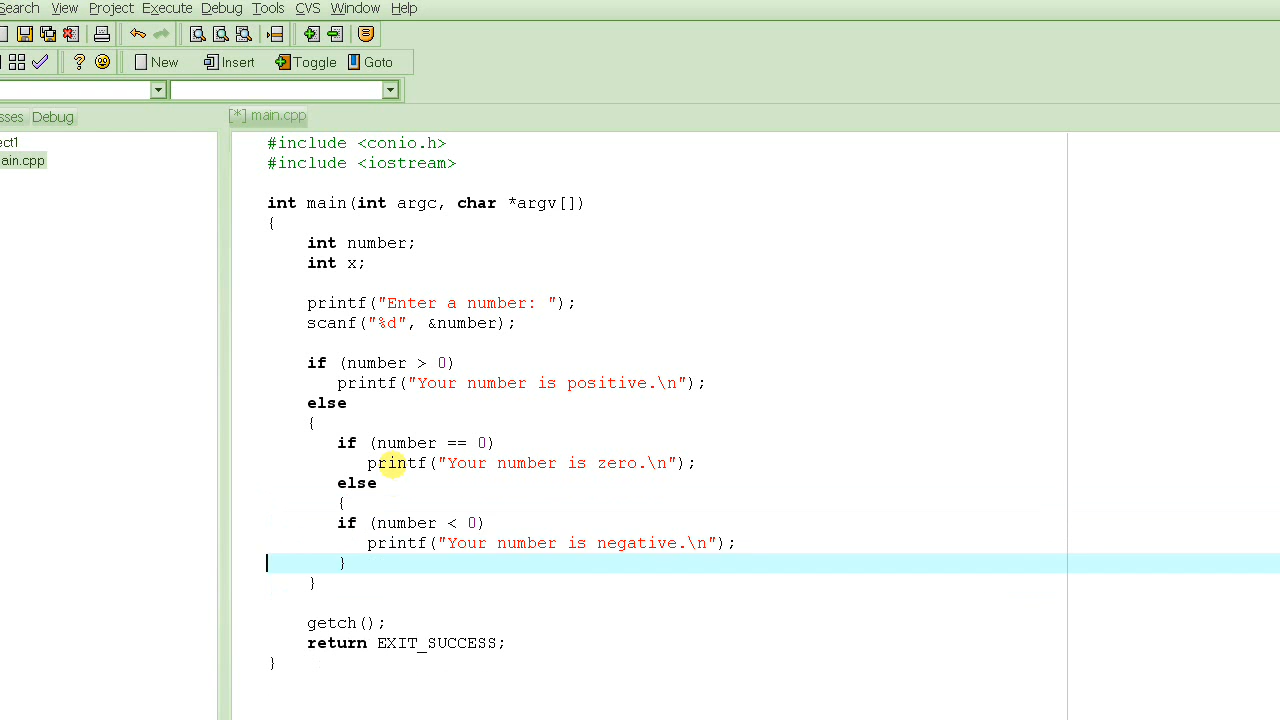 Search View Project Execute Debug Tools CVS Window Help
New Insert Toggle Goto
sses Debug [*] main.cpp
ect1
ain.cpp
#include <conio.h>
#include <iostream>
int main(int argc, char *argv[])
{
int number;
int x;
printf("Enter a number: ");
scanf("%d", &number);
if (number > 0)
printf("Your number is positive.\n");
else
{
if (number == 0)
printf("Your number is zero.\n");
else
{
if (number < 0)
printf("Your number is negative.\n");
}
}
getch();
return EXIT_SUCCESS;
}